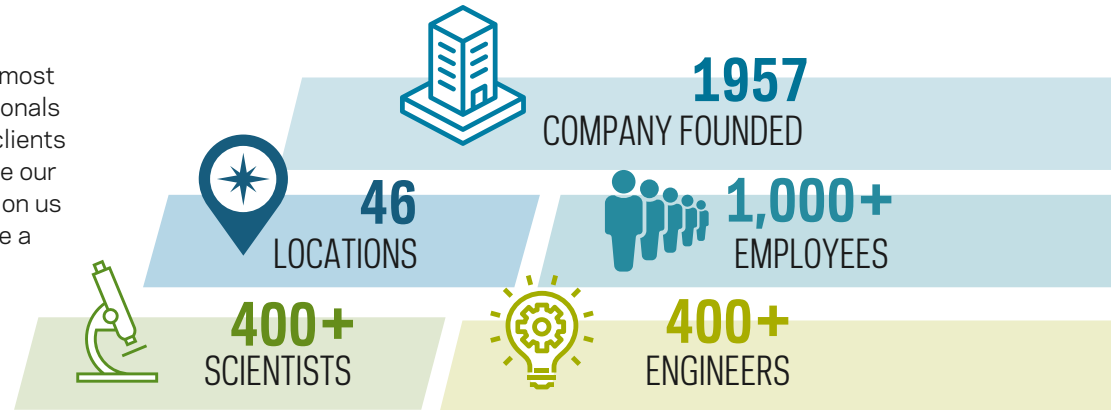 most
onals
clients
e our
on us
e a
1957
COMPANY FOUNDED
46
LOCATIONS
1,000+
EMPLOYEES
400+
SCIENTISTS
400+
ENGINEERS